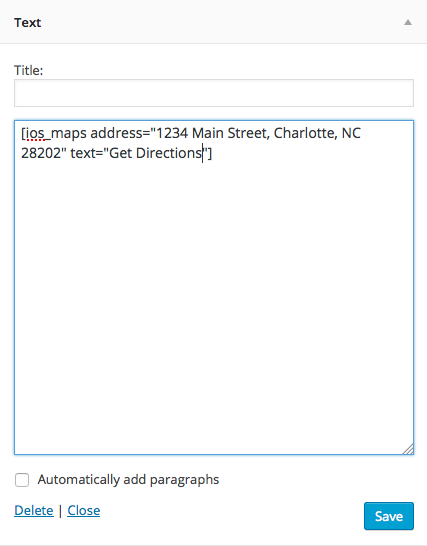 Text
Title:
[ios_maps address="1234 Main Street, Charlotte, NC
28202" text="Get Directions"]
Automatically add paragraphs
Delete | Close
Save